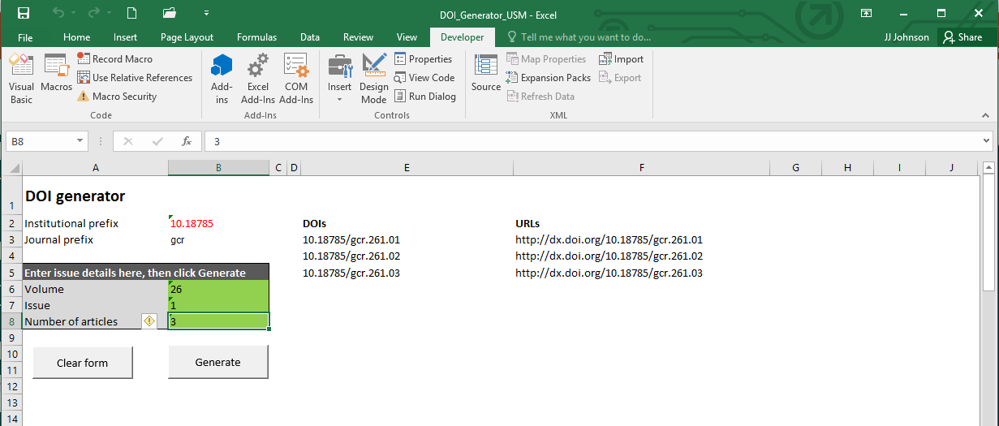 DOI_Generator_USM - Excel
File Home Insert Page Layout Formulas Data Review View Developer Tell me what you want to do... JJ Johnson Share
Visual Basic
Macros
Record Macro
Use Relative References
Macro Security
Code
Add-ins
Excel Add-Ins
COM Add-Ins
Add-Ins
Insert
Design Mode
Properties
View Code
Run Dialog
Controls
Source
Map Properties
Expansion Packs
Refresh Data
Import
Export
XML
B8 fx 3
A B C D E F G H I J
1 DOI generator
2 Institutional prefix 10.18785 DOIs URLs
3 Journal prefix gcr 10.18785/gcr.261.01 http://dx.doi.org/10.18785/gcr.261.01
4 10.18785/gcr.261.02 http://dx.doi.org/10.18785/gcr.261.02
5 Enter issue details here, then click Generate 10.18785/gcr.261.03 http://dx.doi.org/10.18785/gcr.261.03
6 Volume 26
7 Issue 1
8 Number of articles 3
9
10
Clear form Generate
11
12
13
14